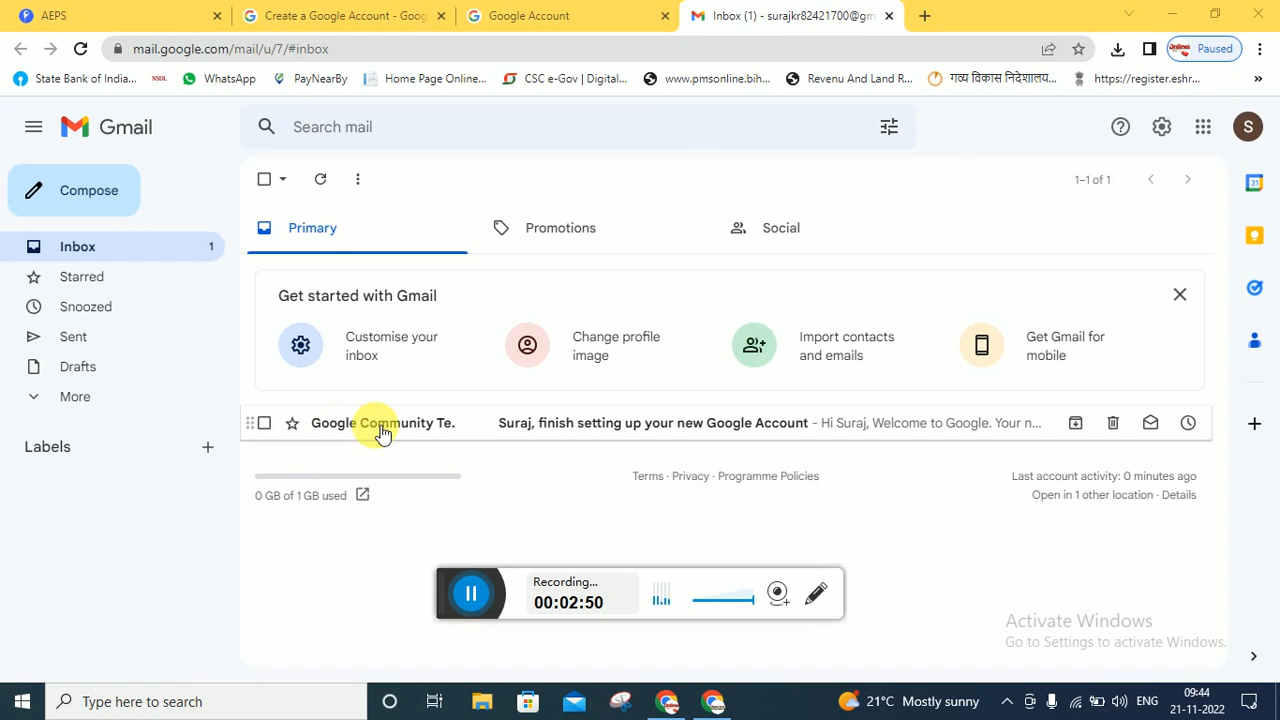 AEPS
Create a Google Account - Goog
Google Account
Inbox (1) - surajkr82421700@gm
mail.google.com/mail/u/7/#inbox
Paused
State Bank of India...
NSDL
WhatsApp
PayNearBy
Home Page Online...
CSC e-Gov | Digital...
www.pmsonline.bih...
Revenu And Land R...
गव्य विकास निदेशालय...
https://register.eshr...
»
Gmail
Search mail
S
Compose
1–1 of 1
Primary
Promotions
Social
Inbox
1
Starred
Snoozed
Sent
Drafts
More
Labels
Get started with Gmail
Customise your
inbox
Change profile
image
Import contacts
and emails
Get Gmail for
mobile
Google Community Te.
Suraj, finish setting up your new Google Account - Hi Suraj, Welcome to Google. Your n...
0 GB of 1 GB used
Terms · Privacy · Programme Policies
Last account activity: 0 minutes ago
Open in 1 other location · Details
Recording...
00:02:50
Activate Windows
Go to Settings to activate Windows.
Type here to search
21°C Mostly sunny
ENG
09:44
21-11-2022